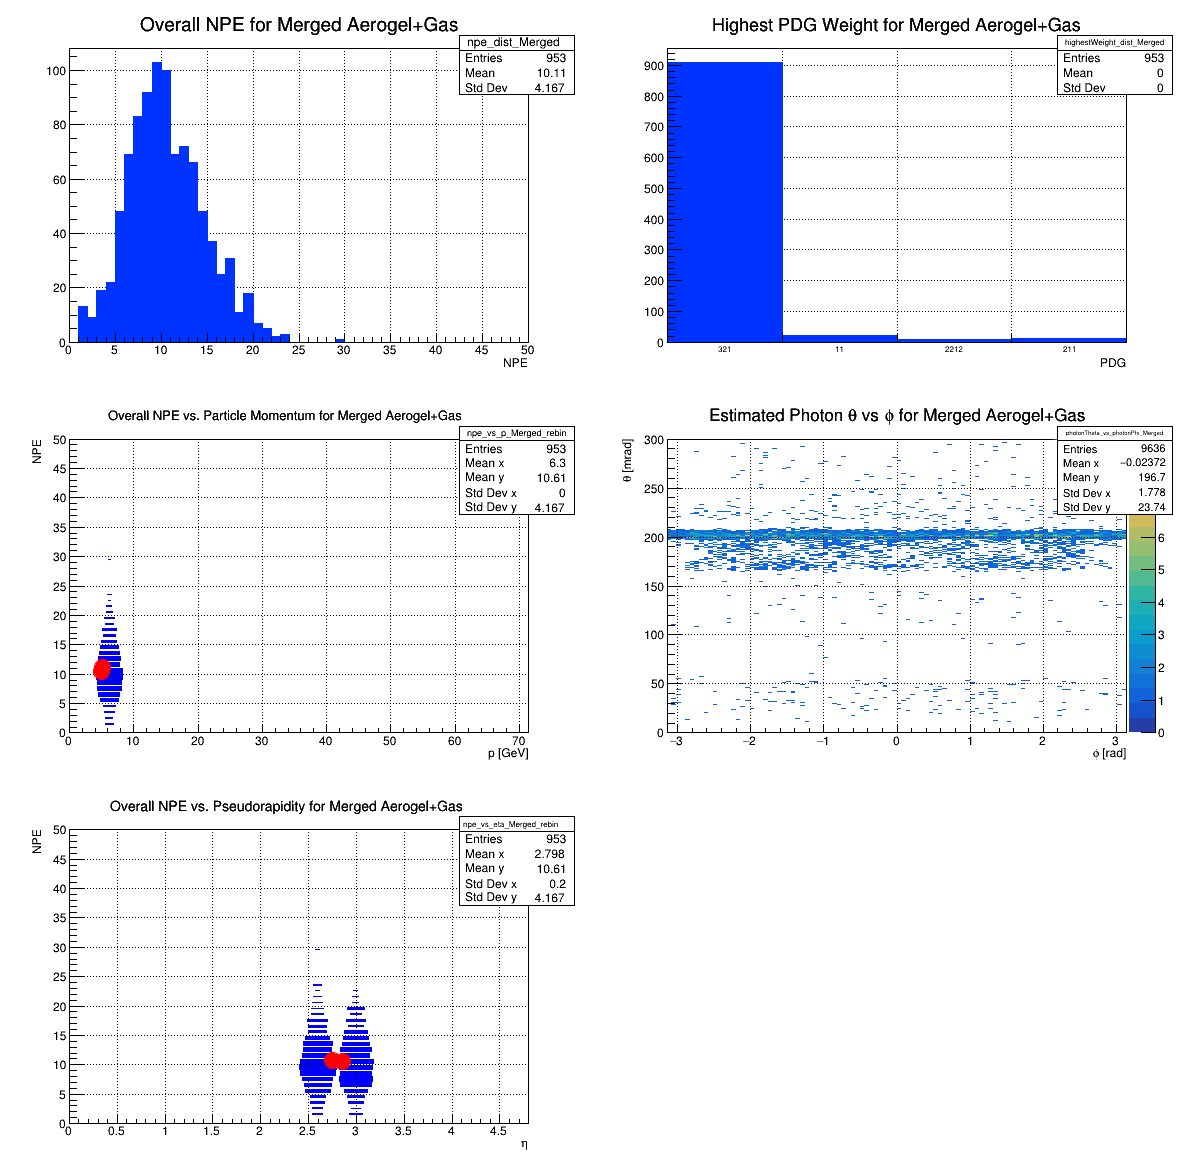 Overall NPE for Merged Aerogel+Gas
npe_dist_Merged
Entries 953
Mean 10.11
Std Dev 4.167
100
80
60
40
20
0
0 5 10 15 20 25 30 35 40 45 50
NPE
Highest PDG Weight for Merged Aerogel+Gas
highestWeight_dist_Merged
Entries 953
Mean 0
Std Dev 0
900
800
700
600
500
400
300
200
100
0
321 11 2212 211
PDG
Overall NPE vs. Particle Momentum for Merged Aerogel+Gas
npe_vs_p_Merged_rebin
Entries 953
Mean x 6.3
Mean y 10.61
Std Dev x 0
Std Dev y 4.167
NPE
50
45
40
35
30
25
20
15
10
5
0
0 10 20 30 40 50 60 70
p [GeV]
Estimated Photon θ vs ϕ for Merged Aerogel+Gas
photonTheta_vs_photonPhi_Merged
Entries 9636
Mean x −0.02372
Mean y 196.7
Std Dev x 1.778
Std Dev y 23.74
θ [mrad]
300
250
200
150
100
50
0
−3 −2 −1 0 1 2 3
ϕ [rad]
6
5
4
3
2
1
0
Overall NPE vs. Pseudorapidity for Merged Aerogel+Gas
npe_vs_eta_Merged_rebin
Entries 953
Mean x 2.798
Mean y 10.61
Std Dev x 0.2
Std Dev y 4.167
NPE
50
45
40
35
30
25
20
15
10
5
0
0 0.5 1 1.5 2 2.5 3 3.5 4 4.5
η